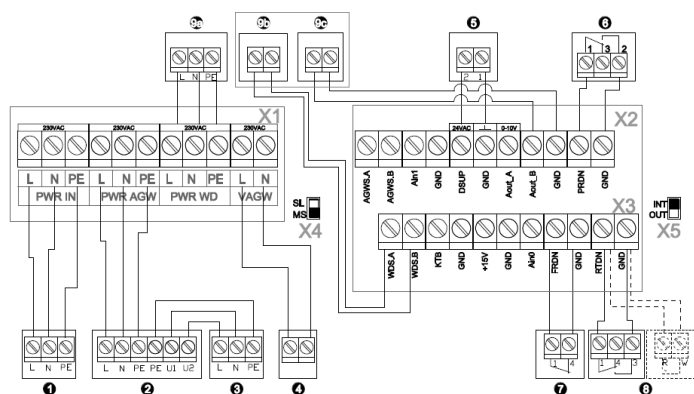 9a 9b 9c 5 6
1 3 2
L N PE 2 1
X1 X2
230VAC 230VAC 230VAC 230VAC 24VAC 0-10V
L N PE L N PE L N PE L N
PWR IN PWR AGW PWR WD VAGW
AGWS.A AGWS.B Ain1 GND DSUP GND Aout_A Aout_B GND PRDN GND
SL
MS
X4
X3
INT
OUT
X5
WDS.A WDS.B KTB GND +15V GND Ain0 FRDN GND RTDN GND
L N PE L N PE PE U1 U2 L N PE 1 4 1 4 3 R W
1 2 3 4 7 8 8